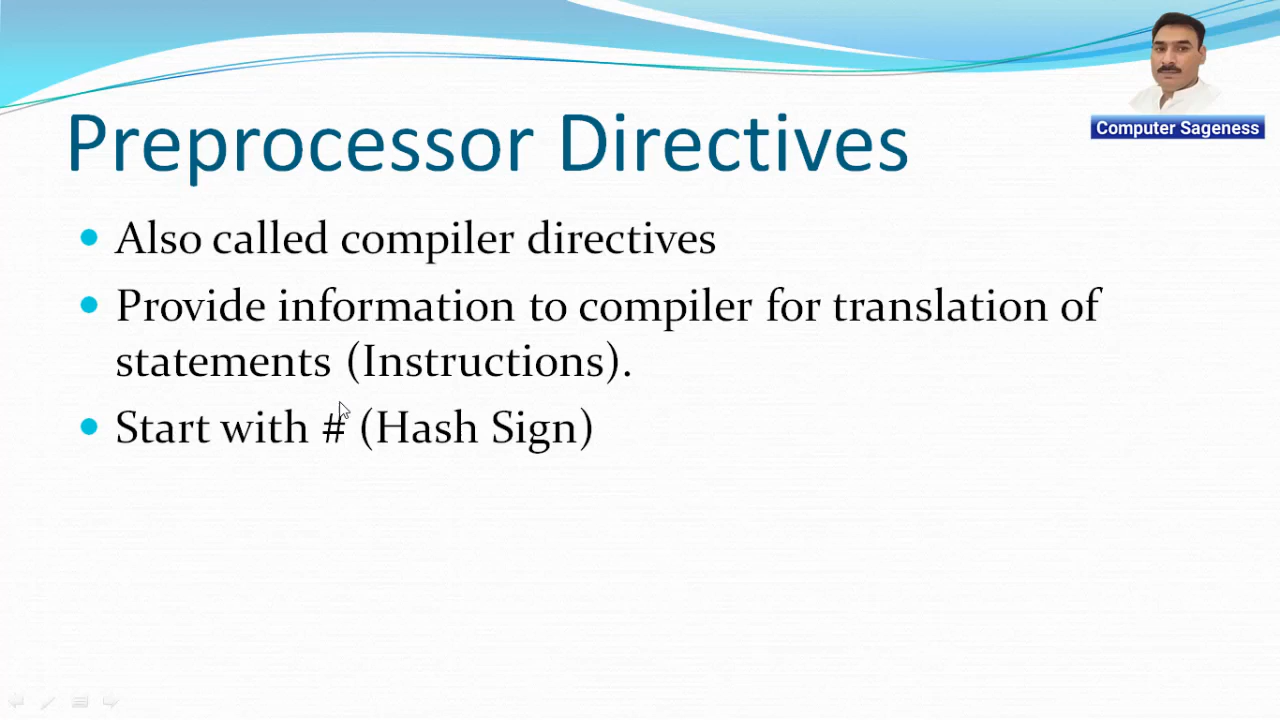 Computer Sageness
Preprocessor Directives
Also called compiler directives
Provide information to compiler for translation of
statements (Instructions).
Start with # (Hash Sign)